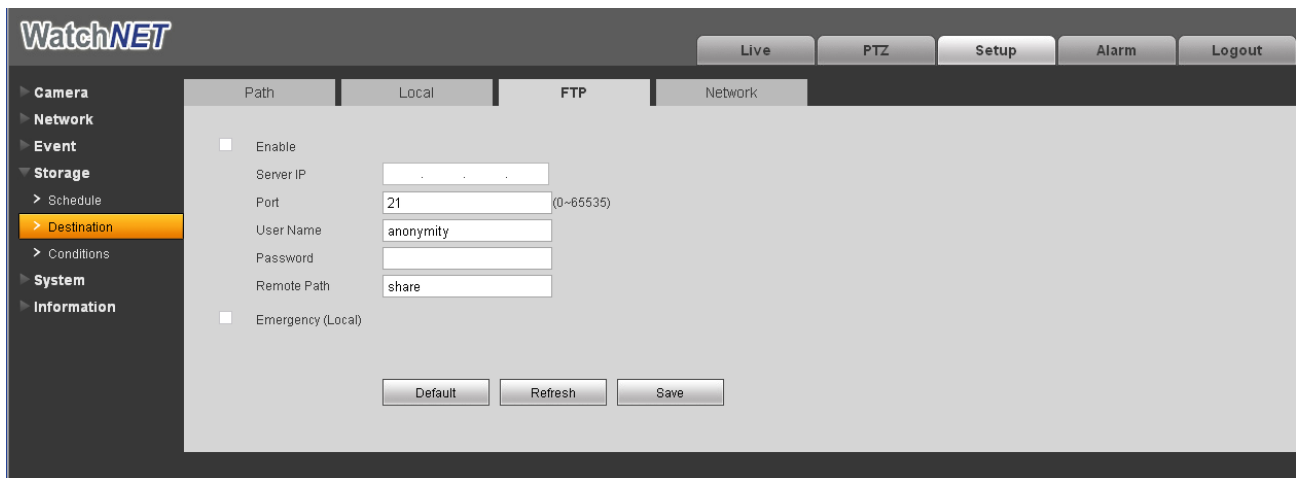 WatchNET
Live PTZ Setup Alarm Logout
Camera
Network
Event
Storage
> Schedule
> Destination
> Conditions
System
Information
Path Local FTP Network
Enable
Server IP . . .
Port 21 (0~65535)
User Name anonymity
Password
Remote Path share
Emergency (Local)
Default Refresh Save